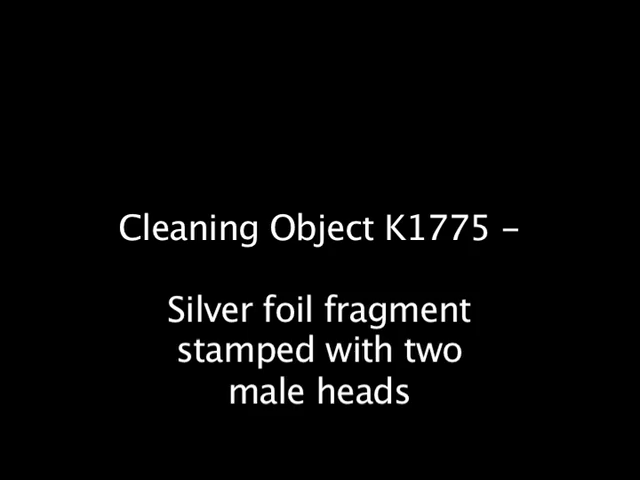 Cleaning Object K1775 –
Silver foil fragment
stamped with two
male heads